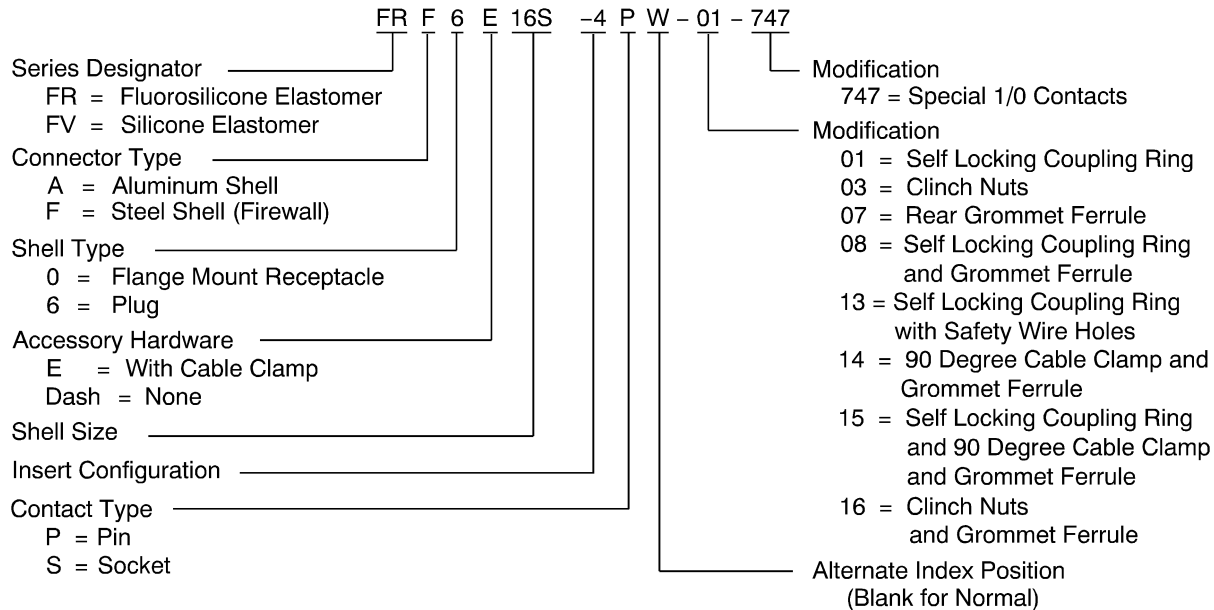 FR F 6 E 16S -4 P W - 01 - 747
Series Designator
FR = Fluorosilicone Elastomer
FV = Silicone Elastomer
Connector Type
A = Aluminum Shell
F = Steel Shell (Firewall)
Shell Type
0 = Flange Mount Receptacle
6 = Plug
Accessory Hardware
E = With Cable Clamp
Dash = None
Shell Size
Insert Configuration
Contact Type
P = Pin
S = Socket
Modification
747 = Special 1/0 Contacts
Modification
01 = Self Locking Coupling Ring
03 = Clinch Nuts
07 = Rear Grommet Ferrule
08 = Self Locking Coupling Ring
and Grommet Ferrule
13 = Self Locking Coupling Ring
with Safety Wire Holes
14 = 90 Degree Cable Clamp and
Grommet Ferrule
15 = Self Locking Coupling Ring
and 90 Degree Cable Clamp
and Grommet Ferrule
16 = Clinch Nuts
and Grommet Ferrule
Alternate Index Position
(Blank for Normal)